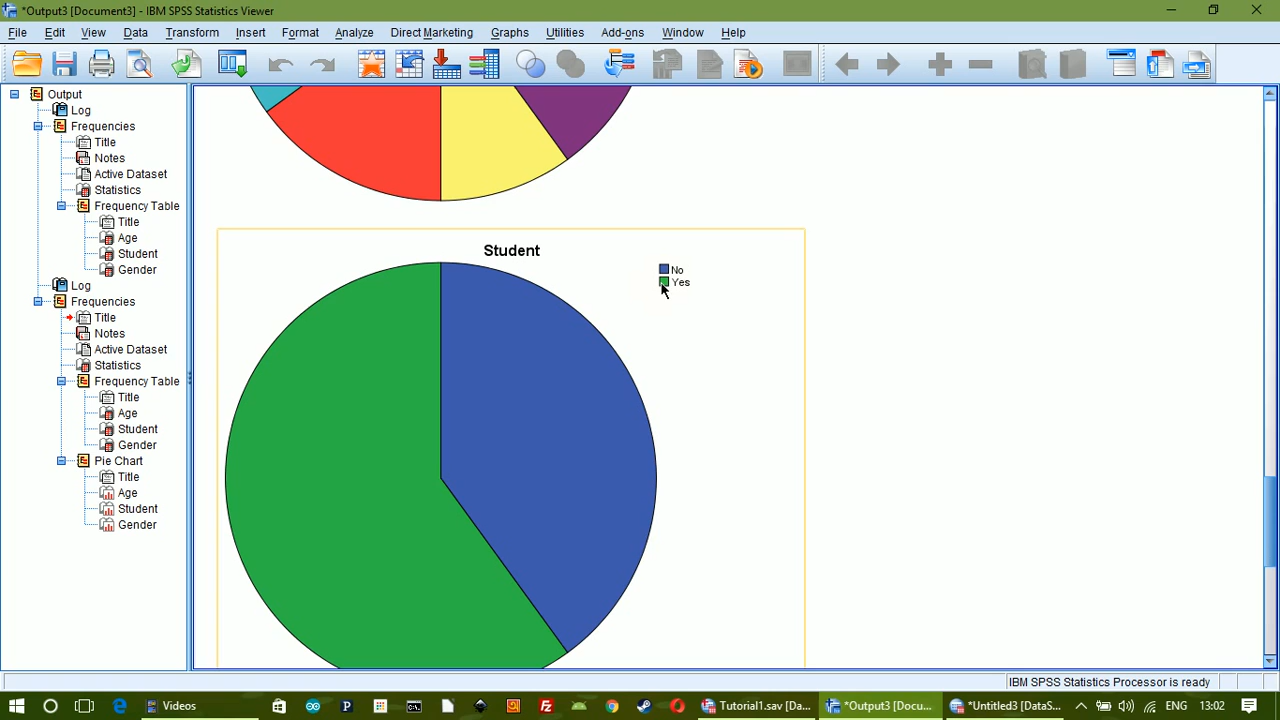 *Output3 [Document3] - IBM SPSS Statistics Viewer
File Edit View Data Transform Insert Format Analyze Direct Marketing Graphs Utilities Add-ons Window Help
Output
Log
Frequencies
Title
Notes
Active Dataset
Statistics
Frequency Table
Title
Age
Student
Gender
Log
Frequencies
Title
Notes
Active Dataset
Statistics
Frequency Table
Title
Age
Student
Gender
Pie Chart
Title
Age
Student
Gender
Student
No
Yes
IBM SPSS Statistics Processor is ready
Videos
Tutorial1.sav [Da...
*Output3 [Docu...
*Untitled3 [DataS...
ENG
13:02